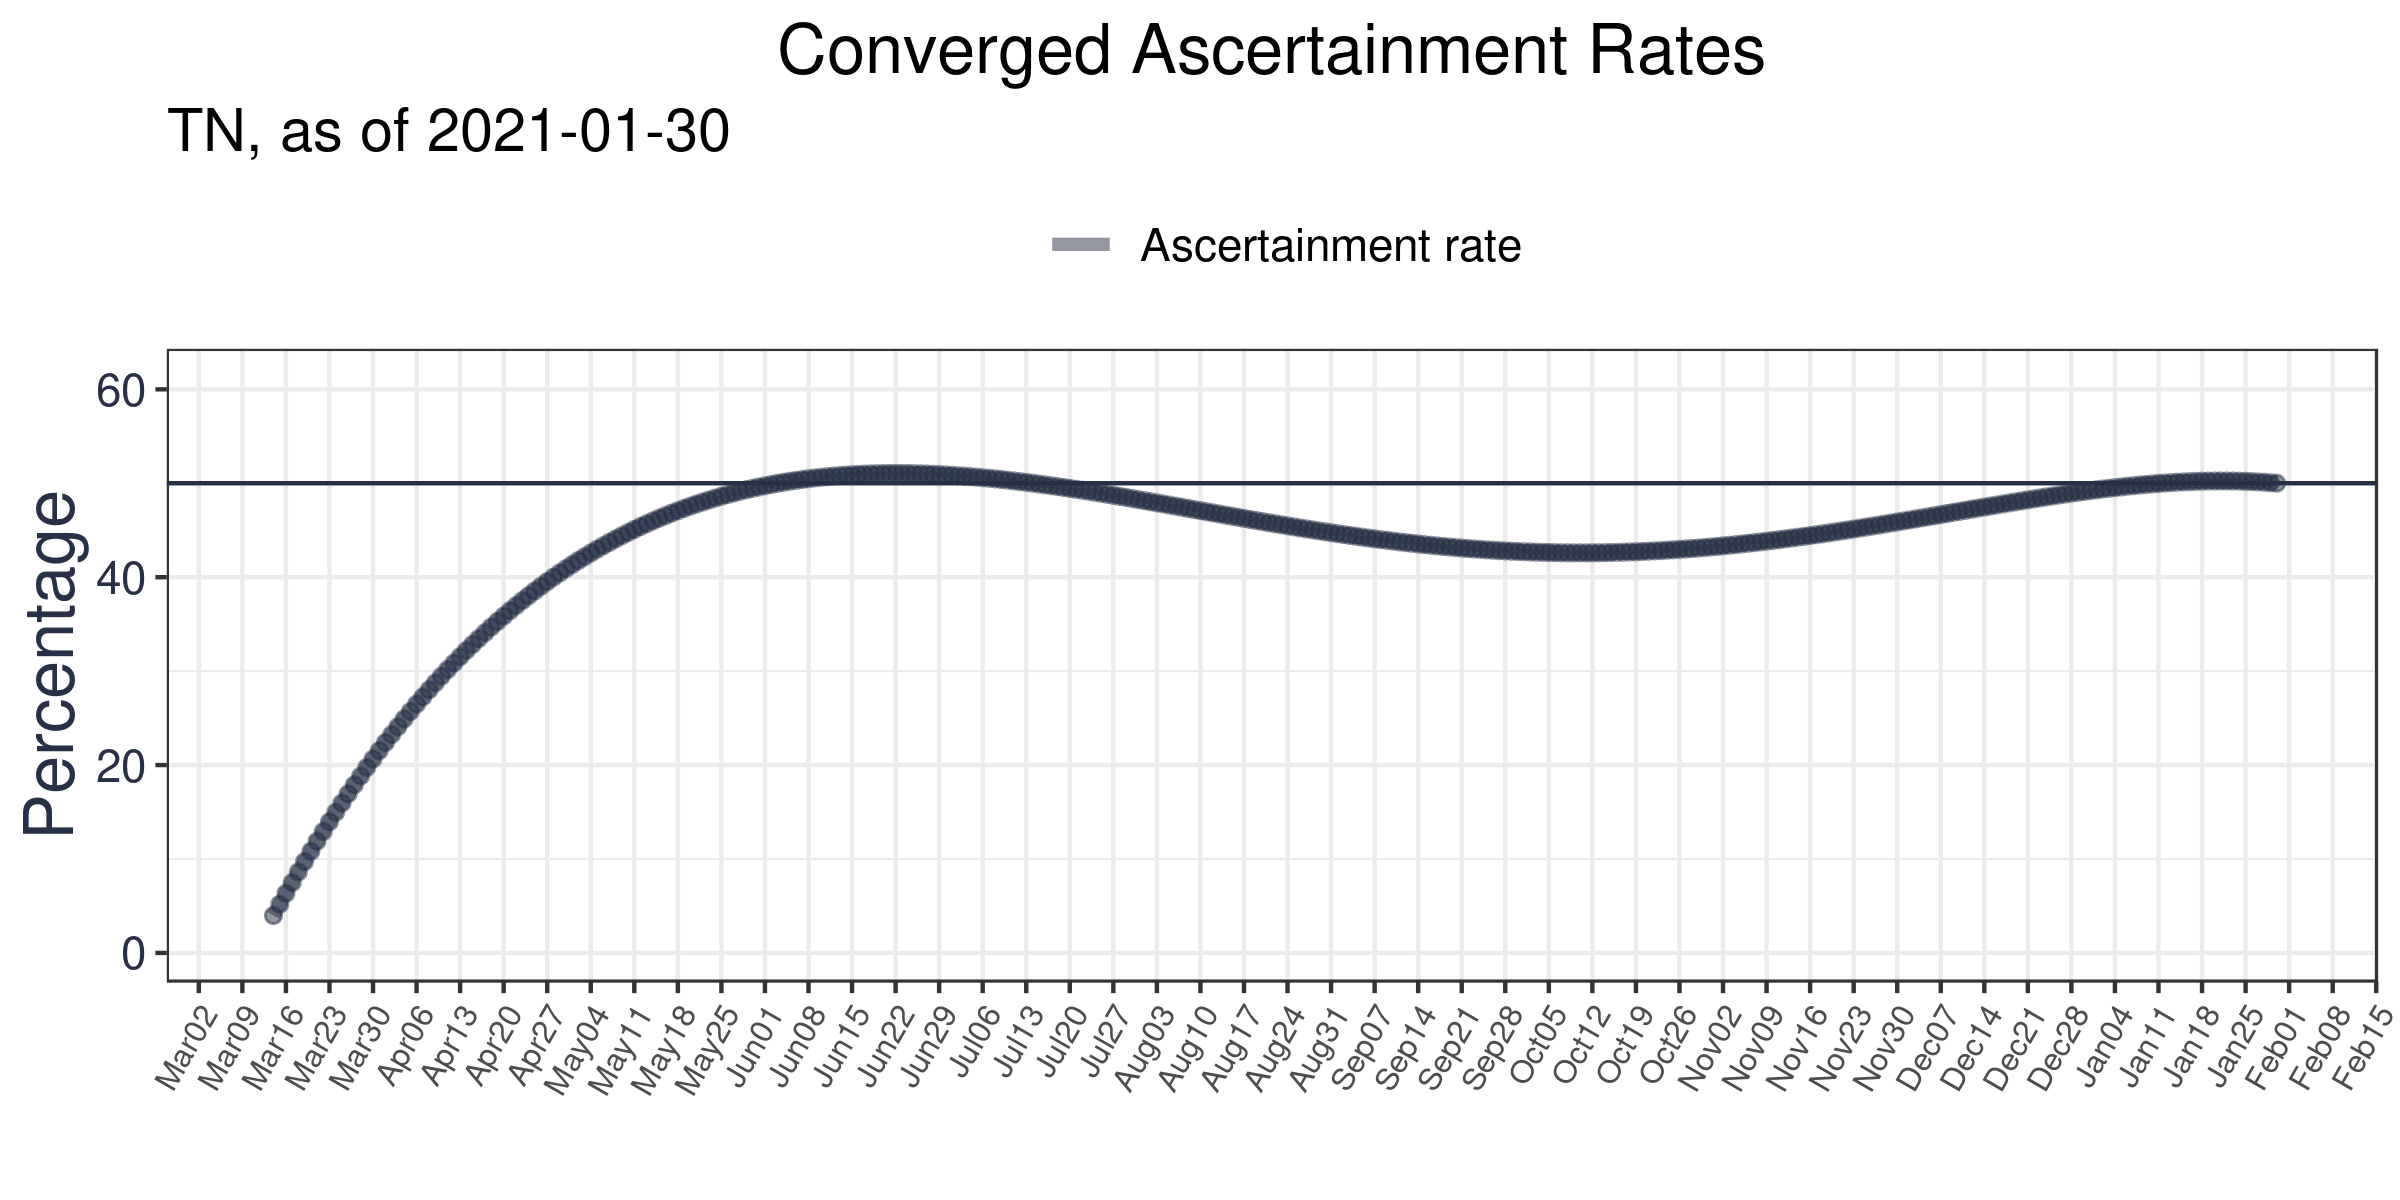 Converged Ascertainment Rates
TN, as of 2021-01-30
Ascertainment rate
Percentage
60
40
20
0
Mar02
Mar09
Mar16
Mar23
Mar30
Apr06
Apr13
Apr20
Apr27
May04
May11
May18
May25
Jun01
Jun08
Jun15
Jun22
Jun29
Jul06
Jul13
Jul20
Jul27
Aug03
Aug10
Aug17
Aug24
Aug31
Sep07
Sep14
Sep21
Sep28
Oct05
Oct12
Oct19
Oct26
Nov02
Nov09
Nov16
Nov23
Nov30
Dec07
Dec14
Dec21
Dec28
Jan04
Jan11
Jan18
Jan25
Feb01
Feb08
Feb15